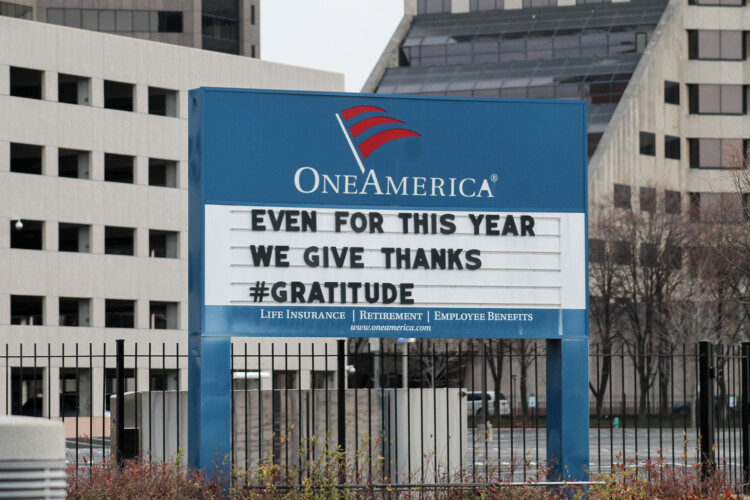 ONEAMERICA®
EVEN FOR THIS YEAR
WE GIVE THANKS
#GRATITUDE
LIFE INSURANCE | RETIREMENT | EMPLOYEE BENEFITS
www.oneamerica.com